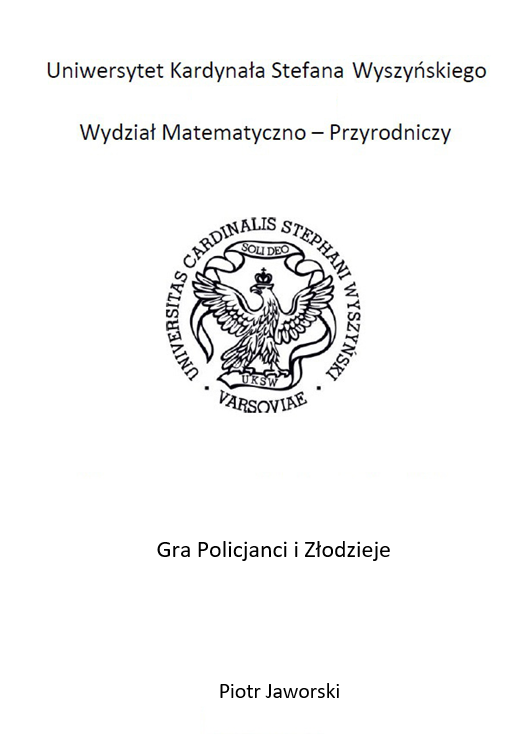 Uniwersytet Kardynała Stefana Wyszyńskiego
Wydział Matematyczno – Przyrodniczy
UNIVERSITAS CARDINALIS STEPHANI WYSZYŃSKI
SOLI DEO
UKSW
VARSOVIAE
Gra Policjanci i Złodzieje
Piotr Jaworski